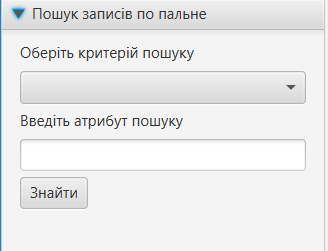 Пошук записів по пальне
Оберіть критерій пошуку
Введіть атрибут пошуку
Знайти